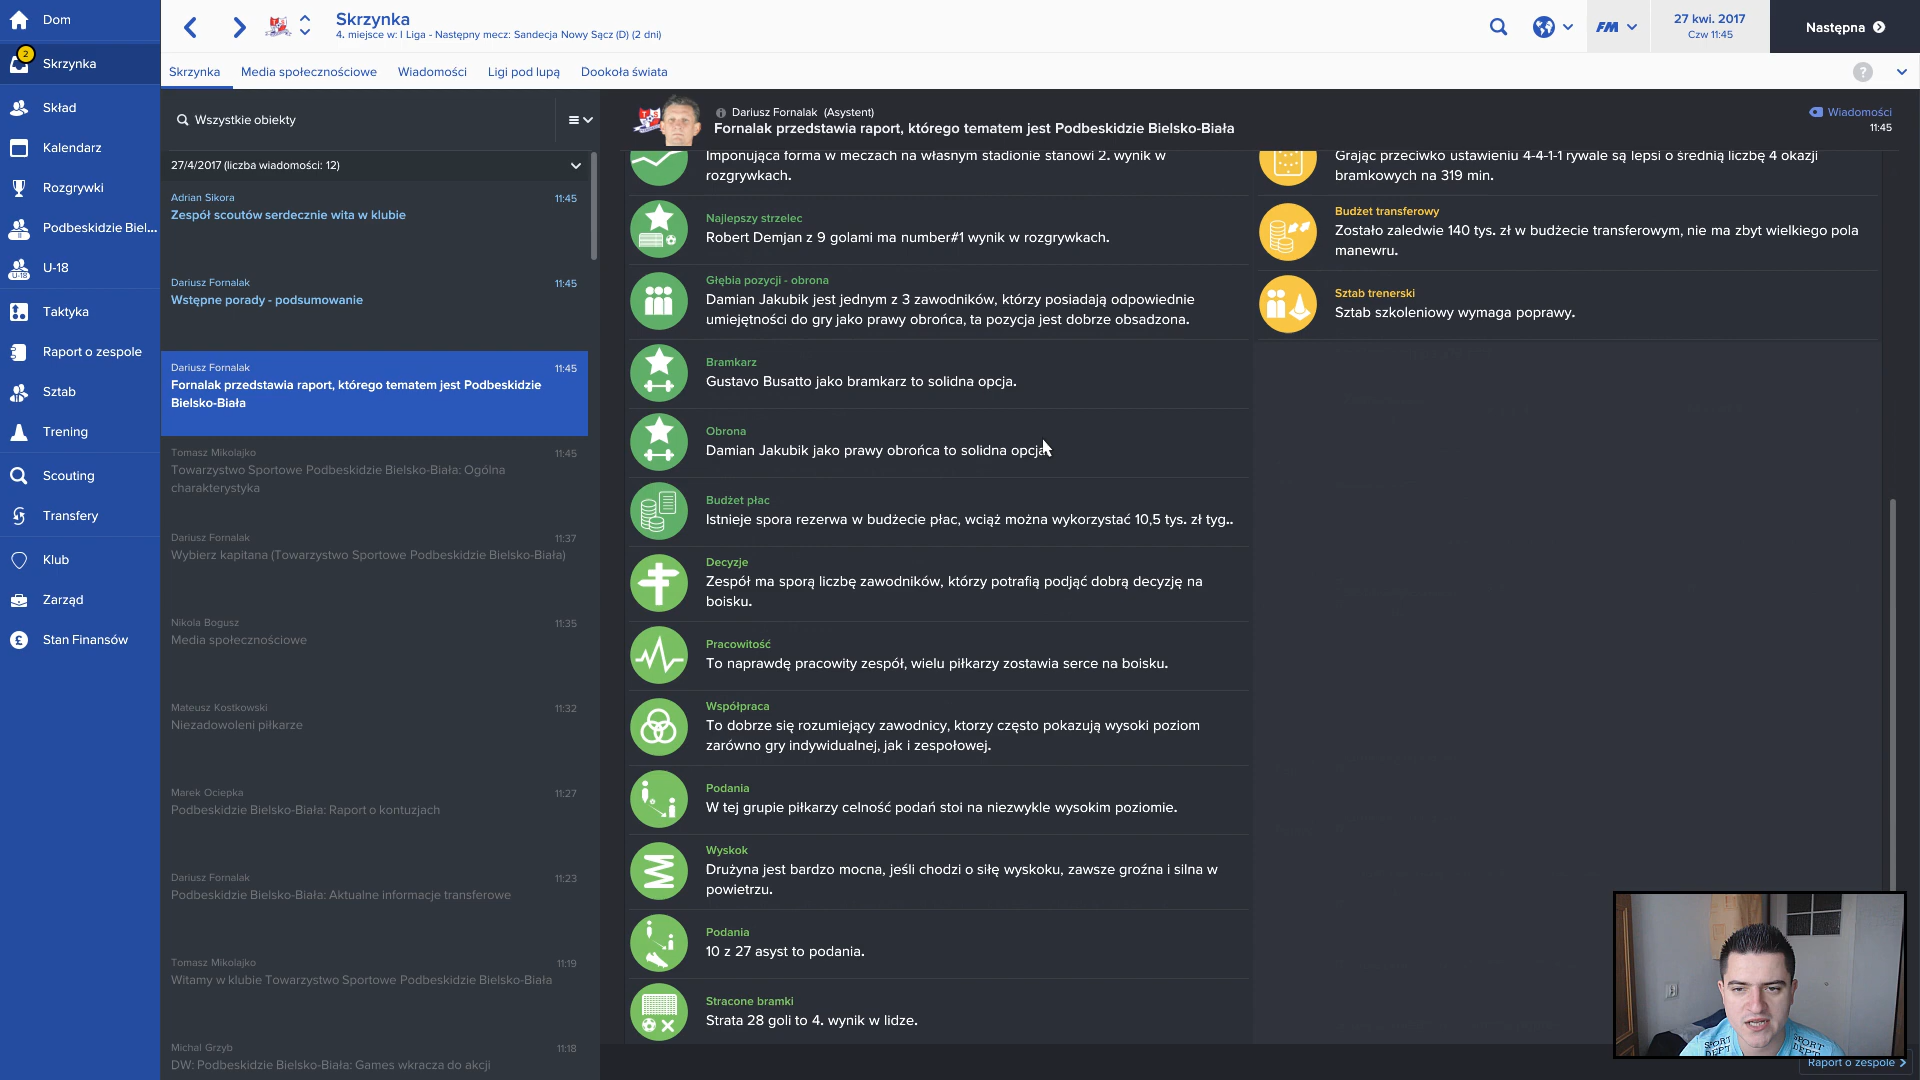 Dom
2
Skrzynka
Skład
Kalendarz
Rozgrywki
Podbeskidzie Biel...
U-18
Taktyka
Raport o zespole
Sztab
Trening
Scouting
Transfery
Klub
Zarząd
Stan Finansów
Skrzynka
4. miejsce w: I Liga - Następny mecz: Sandecja Nowy Sącz (D) (2 dni)
FM
27 kwi. 2017
Czw 11:45
Następna
Skrzynka
Media społecznościowe
Wiadomości
Ligi pod lupą
Dookoła świata
Wszystkie obiekty
27/4/2017 (liczba wiadomości: 12)
Adrian Sikora 11:45
Zespół scoutów serdecznie wita w klubie
Dariusz Fornalak 11:45
Wstępne porady - podsumowanie
Dariusz Fornalak 11:45
Fornalak przedstawia raport, którego tematem jest Podbeskidzie
Bielsko-Biała
Tomasz Mikolajko 11:45
Towarzystwo Sportowe Podbeskidzie Bielsko-Biała: Ogólna
charakterystyka
Dariusz Fornalak 11:37
Wybierz kapitana (Towarzystwo Sportowe Podbeskidzie Bielsko-Biała)
Nikola Bogusz 11:35
Media społecznościowe
Mateusz Kostkowski 11:32
Niezadowoleni piłkarze
Marek Ociepka 11:27
Podbeskidzie Bielsko-Biała: Raport o kontuzjach
Dariusz Fornalak 11:23
Podbeskidzie Bielsko-Biała: Aktualne informacje transferowe
Tomasz Mikolajko 11:19
Witamy w klubie Towarzystwo Sportowe Podbeskidzie Bielsko-Biała
Michal Grzyb 11:18
DW: Podbeskidzie Bielsko-Biała: Games wkracza do akcji
Dariusz Fornalak (Asystent)
Fornalak przedstawia raport, którego tematem jest Podbeskidzie Bielsko-Biała
Wiadomości
11:45
Imponująca forma w meczach na własnym stadionie stanowi 2. wynik w
rozgrywkach.
Najlepszy strzelec
Robert Demjan z 9 golami ma number#1 wynik w rozgrywkach.
Głębia pozycji - obrona
Damian Jakubik jest jednym z 3 zawodników, którzy posiadają odpowiednie
umiejętności do gry jako prawy obrońca, ta pozycja jest dobrze obsadzona.
Bramkarz
Gustavo Busatto jako bramkarz to solidna opcja.
Obrona
Damian Jakubik jako prawy obrońca to solidna opcja
Budżet płac
Istnieje spora rezerwa w budżecie płac, wciąż można wykorzystać 10,5 tys. zł tyg..
Decyzje
Zespół ma sporą liczbę zawodników, którzy potrafią podjąć dobrą decyzję na
boisku.
Pracowitość
To naprawdę pracowity zespół, wielu piłkarzy zostawia serce na boisku.
Współpraca
To dobrze się rozumiejący zawodnicy, ktorzy często pokazują wysoki poziom
zarówno gry indywidualnej, jak i zespołowej.
Podania
W tej grupie piłkarzy celność podań stoi na niezwykle wysokim poziomie.
Wyskok
Drużyna jest bardzo mocna, jeśli chodzi o siłę wyskoku, zawsze groźna i silna w
powietrzu.
Podania
10 z 27 asyst to podania.
Stracone bramki
Strata 28 goli to 4. wynik w lidze.
Grając przeciwko ustawieniu 4-4-1-1 rywale są lepsi o średnią liczbę 4 okazji
bramkowych na 319 min.
Budżet transferowy
Zostało zaledwie 140 tys. zł w budżecie transferowym, nie ma zbyt wielkiego pola
manewru.
Sztab trenerski
Sztab szkoleniowy wymaga poprawy.
SPORT
DEPT
SPORT
DEPT
Raport o zespole